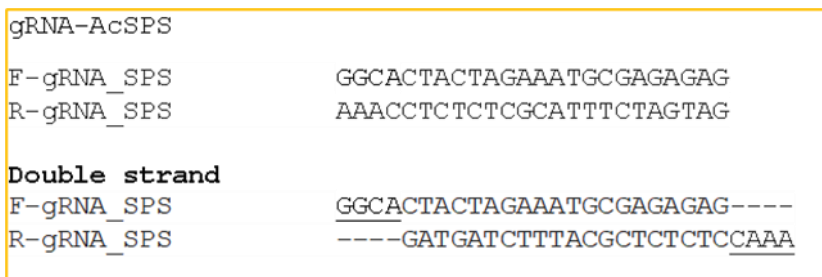 gRNA-AcSPS
F-gRNA_SPS GGCACTACTAGAAATGCGAGAGAG
R-gRNA_SPS AAACCTCTCTCGCATTTCTAGTAG
Double strand
F-gRNA_SPS GGCACTACTAGAAATGCGAGAGAG----
R-gRNA_SPS ----GATGATCTTTACGCTCTCTCCAAA